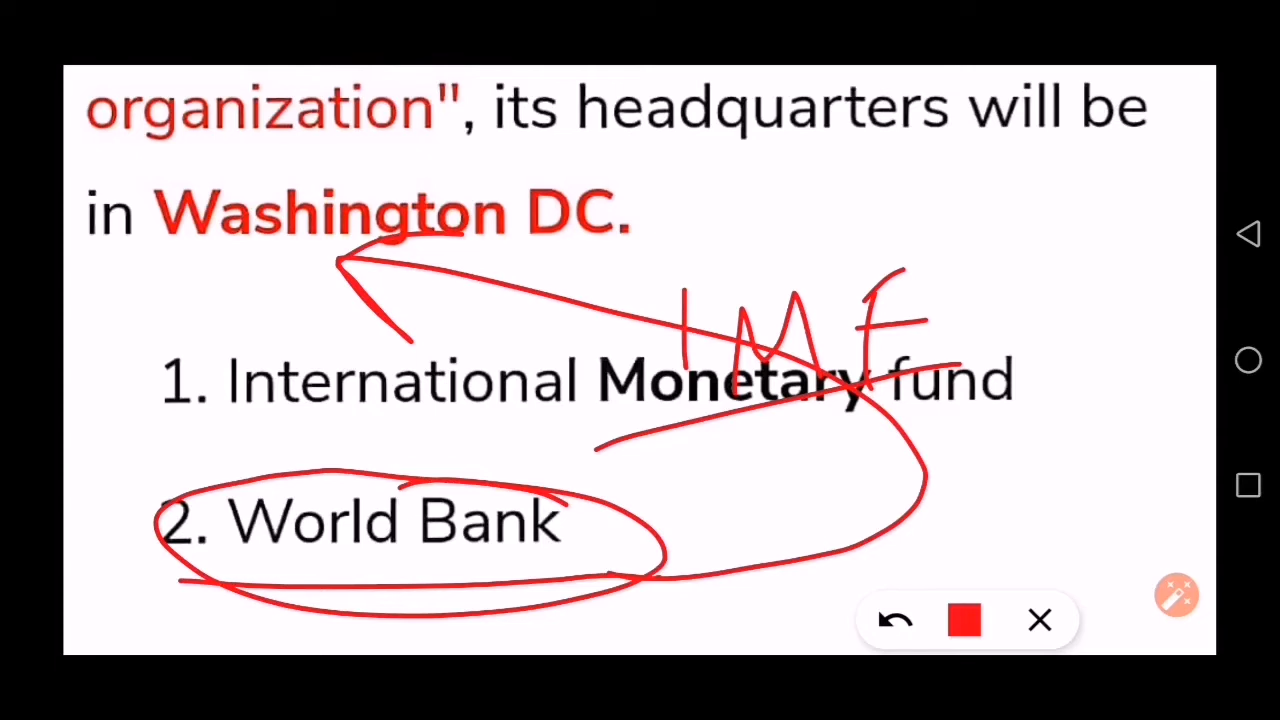 organization", its headquarters will be
in Washington DC.
IMF
1. International Monetary fund
2. World Bank